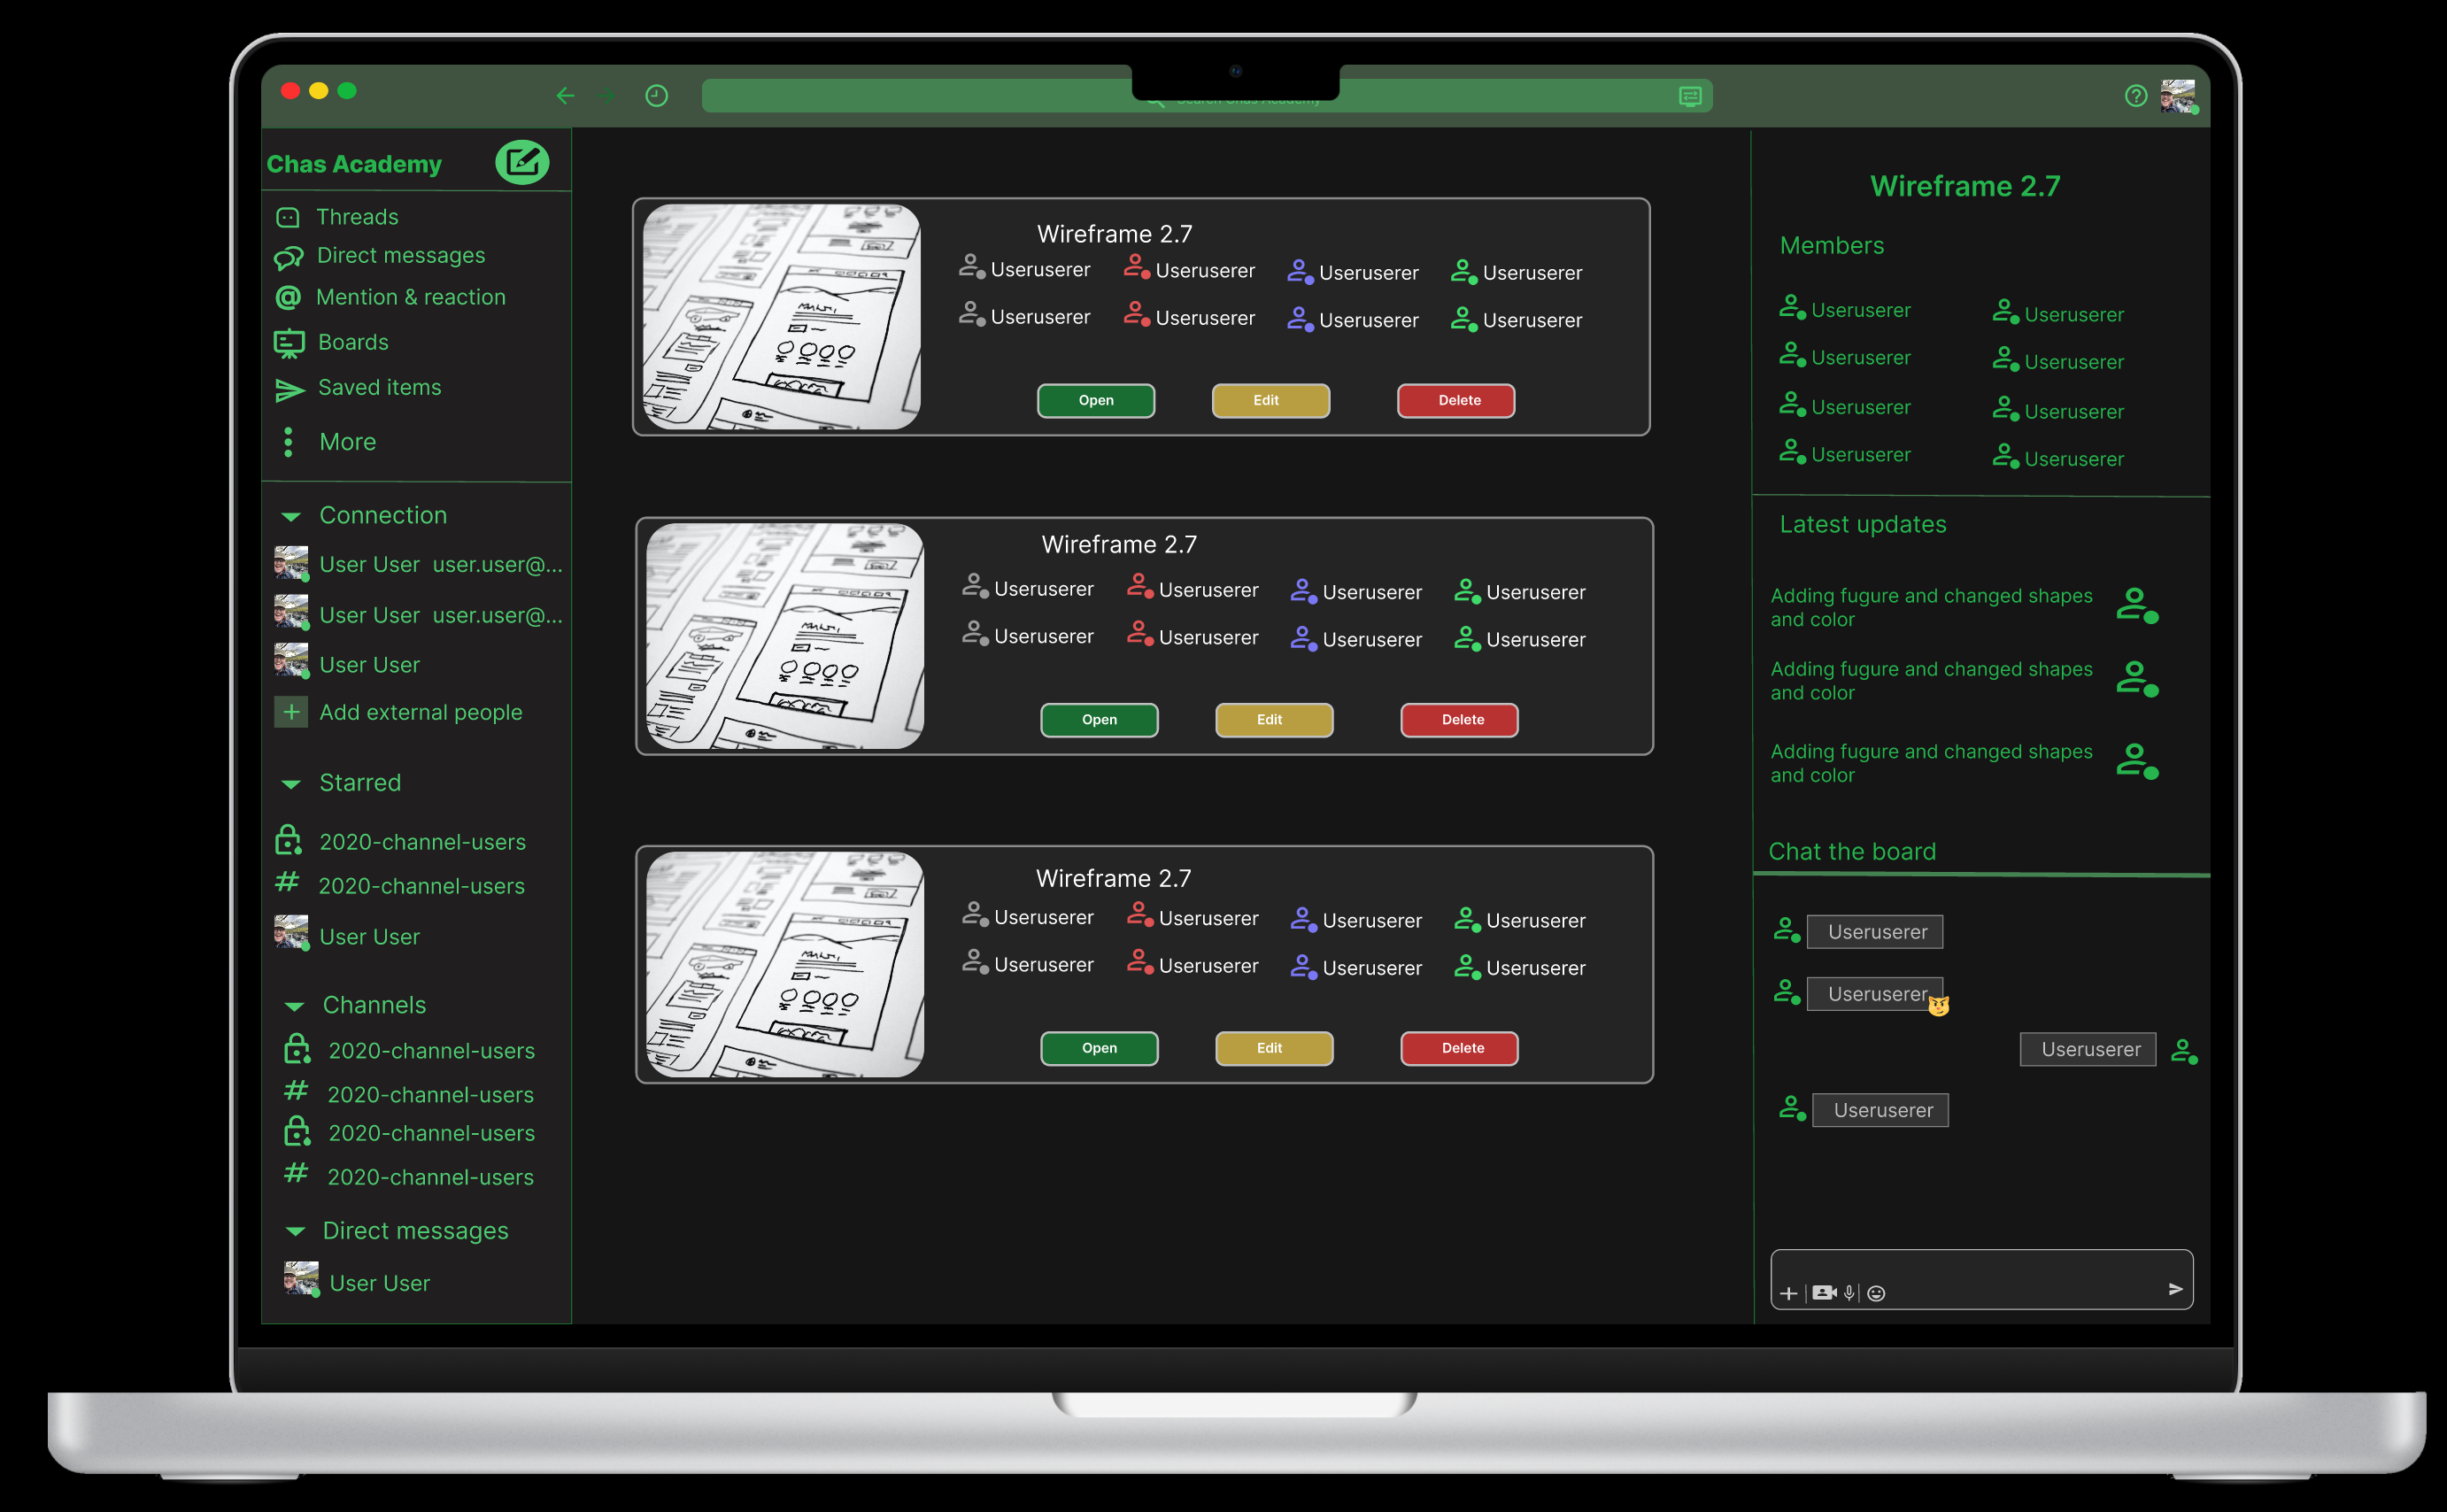 Search Chas Academy
Chas Academy
Threads
Direct messages
@ Mention & reaction
Boards
Saved items
More
Connection
User User user.user@...
User User user.user@...
User User
+ Add external people
Starred
2020-channel-users
# 2020-channel-users
User User
Channels
2020-channel-users
# 2020-channel-users
2020-channel-users
# 2020-channel-users
Direct messages
User User
Wireframe 2.7
Useruserer Useruserer Useruserer Useruserer
Useruserer Useruserer Useruserer Useruserer
Open Edit Delete
Wireframe 2.7
Useruserer Useruserer Useruserer Useruserer
Useruserer Useruserer Useruserer Useruserer
Open Edit Delete
Wireframe 2.7
Useruserer Useruserer Useruserer Useruserer
Useruserer Useruserer Useruserer Useruserer
Open Edit Delete
Wireframe 2.7
Members
Useruserer Useruserer
Useruserer Useruserer
Useruserer Useruserer
Useruserer Useruserer
Latest updates
Adding fugure and changed shapes
and color
Adding fugure and changed shapes
and color
Adding fugure and changed shapes
and color
Chat the board
Useruserer
Useruserer
Useruserer
Useruserer